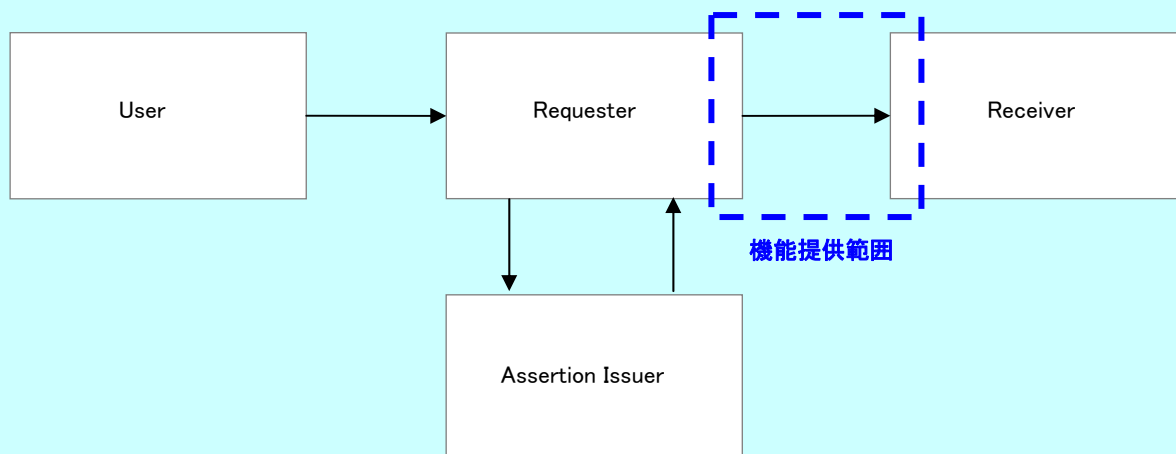 User
Requester
Receiver
機能提供範囲
Assertion Issuer